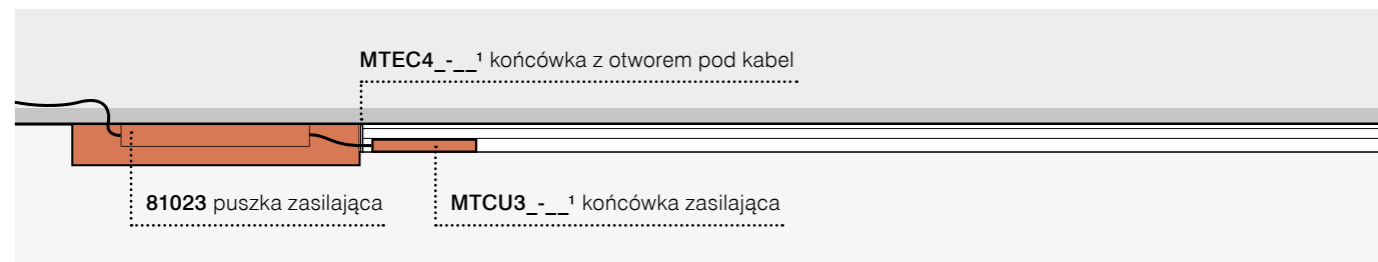 MTEC4_-__¹ końcówka z otworem pod kabel
81023 puszka zasilająca
MTCU3_-__¹ końcówka zasilająca